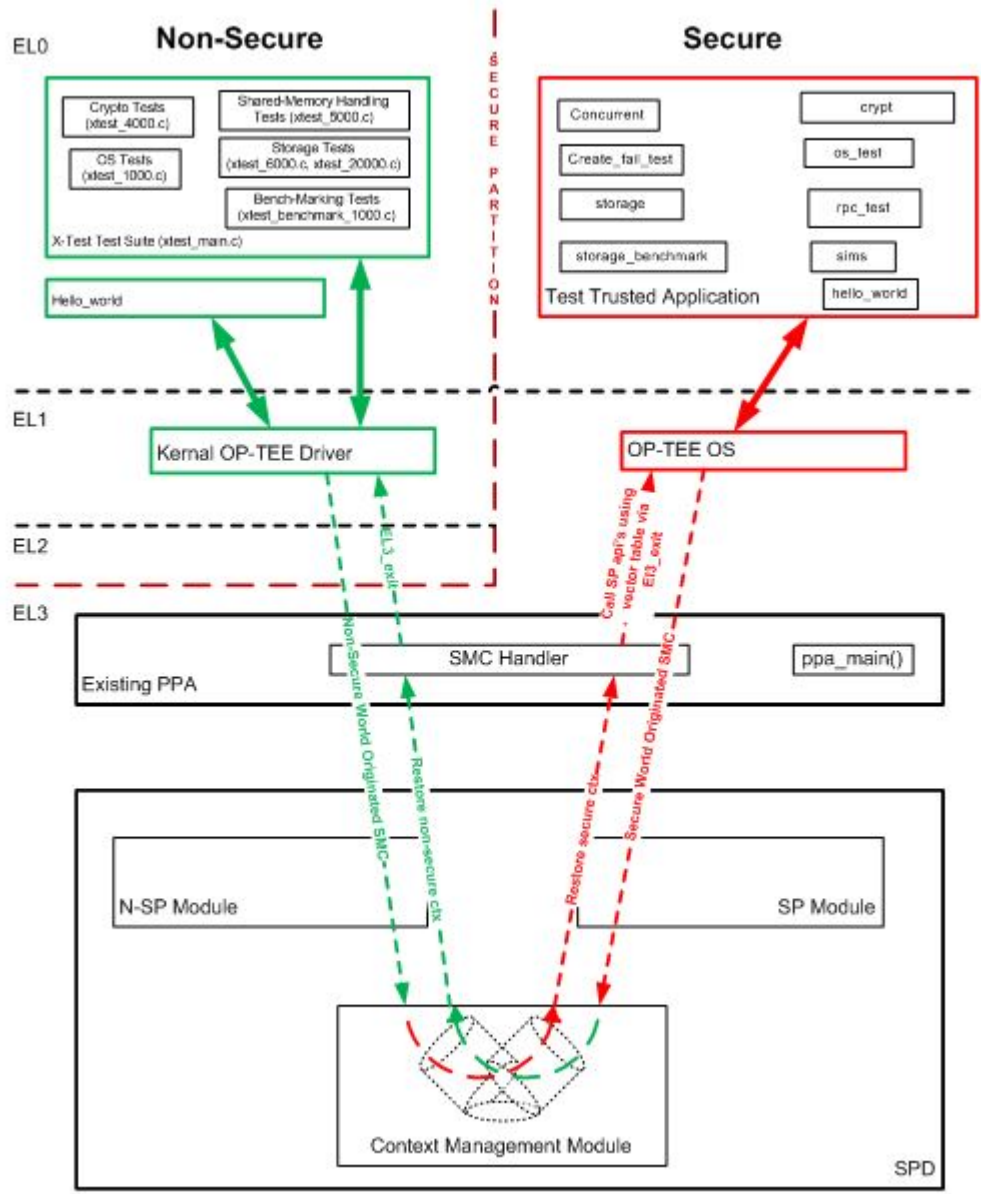 Non-Secure
Secure
EL0
SECURE PARTITION
Crypto Tests
(xtest_4000.c)
Shared-Memory Handling
Tests (xtest_5000.c)
OS Tests
(xtest_1000.c)
Storage Tests
(xtest_6000.c, xtest_20000.c)
Bench-Marking Tests
(xtest_benchmark_1000.c)
X-Test Test Suite (xtest_main.c)
Hello_world
Concurrent
crypt
Create_fail_test
os_test
storage
rpc_test
storage_benchmark
sims
Test Trusted Application
hello_world
EL1
Kernal OP-TEE Driver
OP-TEE OS
EL2
EL3_exit
Call SP api's using
vector table via
El3_exit
EL3
SMC Handler
ppa_main()
Existing PPA
Non-Secure World Originated SMC
Restore non-secure ctx
Restore secure ctx
Secure World Originated SMC
N-SP Module
SP Module
Context Management Module
SPD